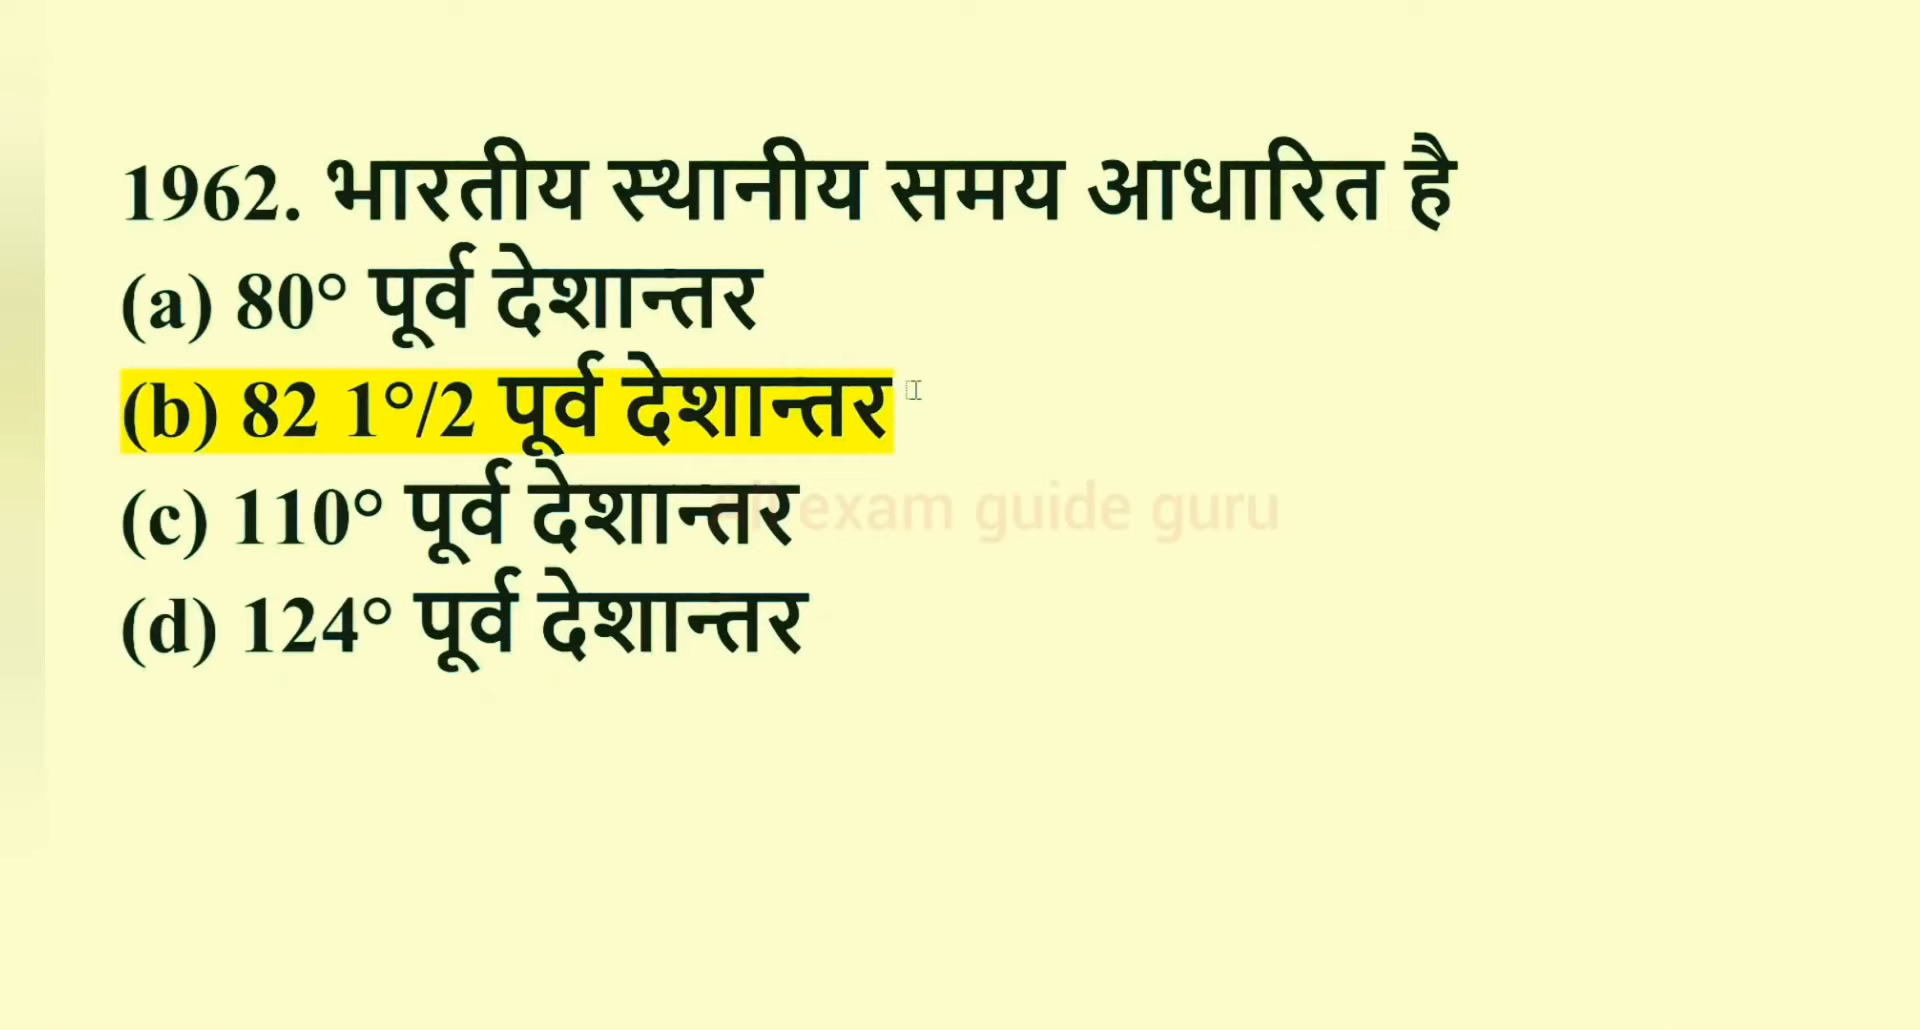 1962. भारतीय स्थानीय समय आधारित है
(a) 80° पूर्व देशान्तर
(b) 82 1°/2 पूर्व देशान्तर
(c) 110° पूर्व देशान्तर
exam guide guru
(d) 124° पूर्व देशान्तर